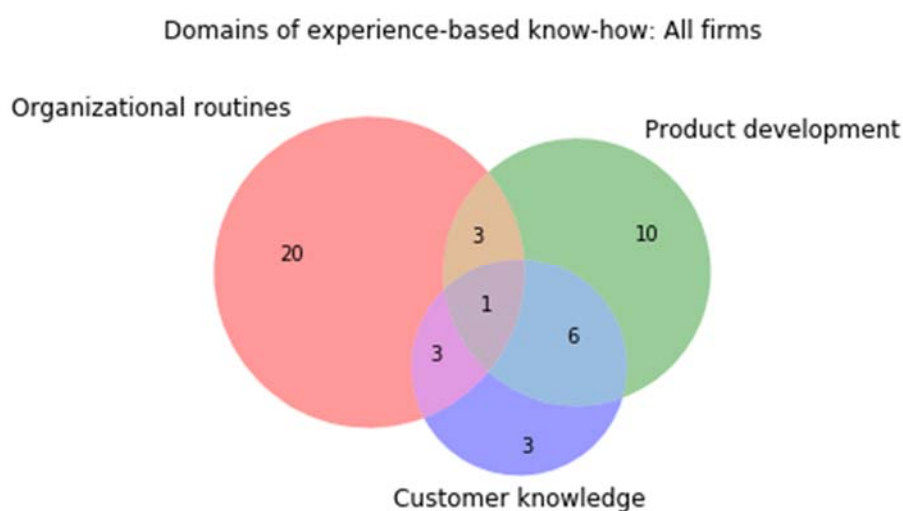 Domains of experience-based know-how: All firms
Organizational routines
Product development
20
3
10
1
3
6
3
Customer knowledge